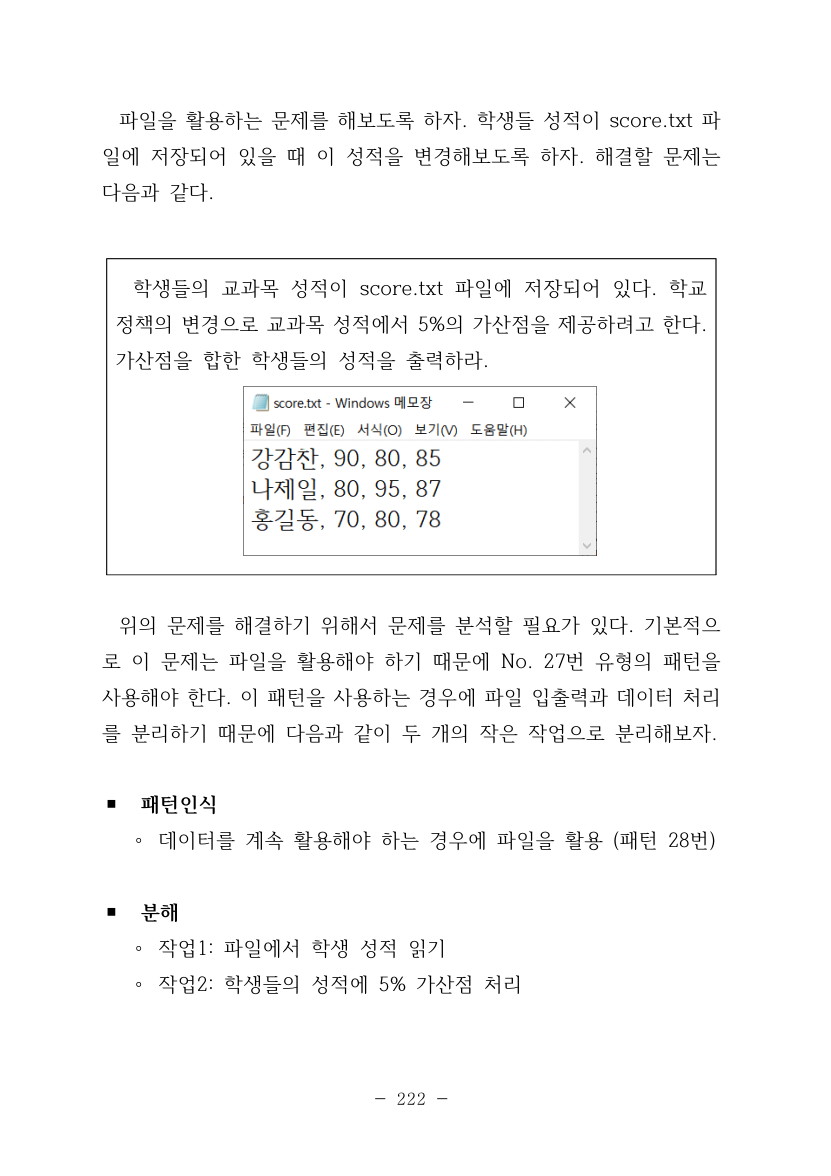 파일을 활용하는 문제를 해보도록 하자. 학생들 성적이 score.txt 파
일에 저장되어 있을 때 이 성적을 변경해보도록 하자. 해결할 문제는
다음과 같다.
학생들의 교과목 성적이 score.txt 파일에 저장되어 있다. 학교
정책의 변경으로 교과목 성적에서 5%의 가산점을 제공하려고 한다.
가산점을 합한 학생들의 성적을 출력하라.
score.txt - Windows 메모장
파일(F) 편집(E) 서식(O) 보기(V) 도움말(H)
강감찬, 90, 80, 85
나제일, 80, 95, 87
홍길동, 70, 80, 78
위의 문제를 해결하기 위해서 문제를 분석할 필요가 있다. 기본적으
로 이 문제는 파일을 활용해야 하기 때문에 No. 27번 유형의 패턴을
사용해야 한다. 이 패턴을 사용하는 경우에 파일 입출력과 데이터 처리
를 분리하기 때문에 다음과 같이 두 개의 작은 작업으로 분리해보자.
■ 패턴인식
◦ 데이터를 계속 활용해야 하는 경우에 파일을 활용 (패턴 28번)
■ 분해
◦ 작업1: 파일에서 학생 성적 읽기
◦ 작업2: 학생들의 성적에 5% 가산점 처리
- 222 -